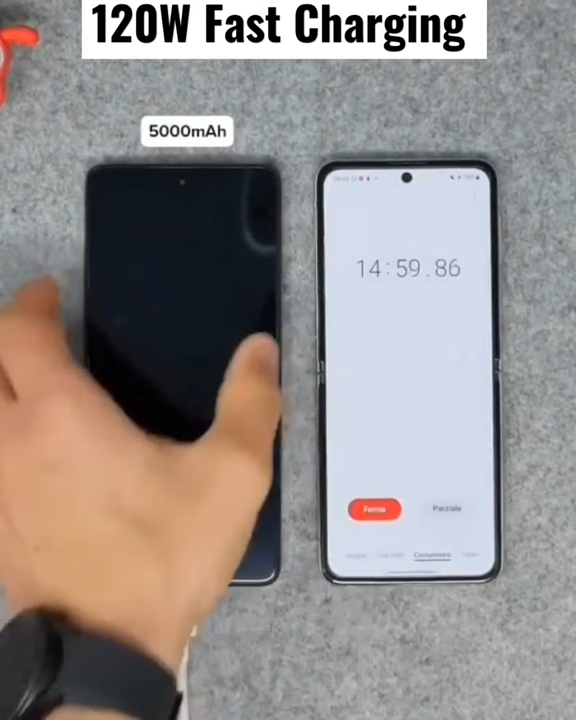 120W Fast Charging
5000mAh
14:59.86
Ferma
Parziale
Cronometro